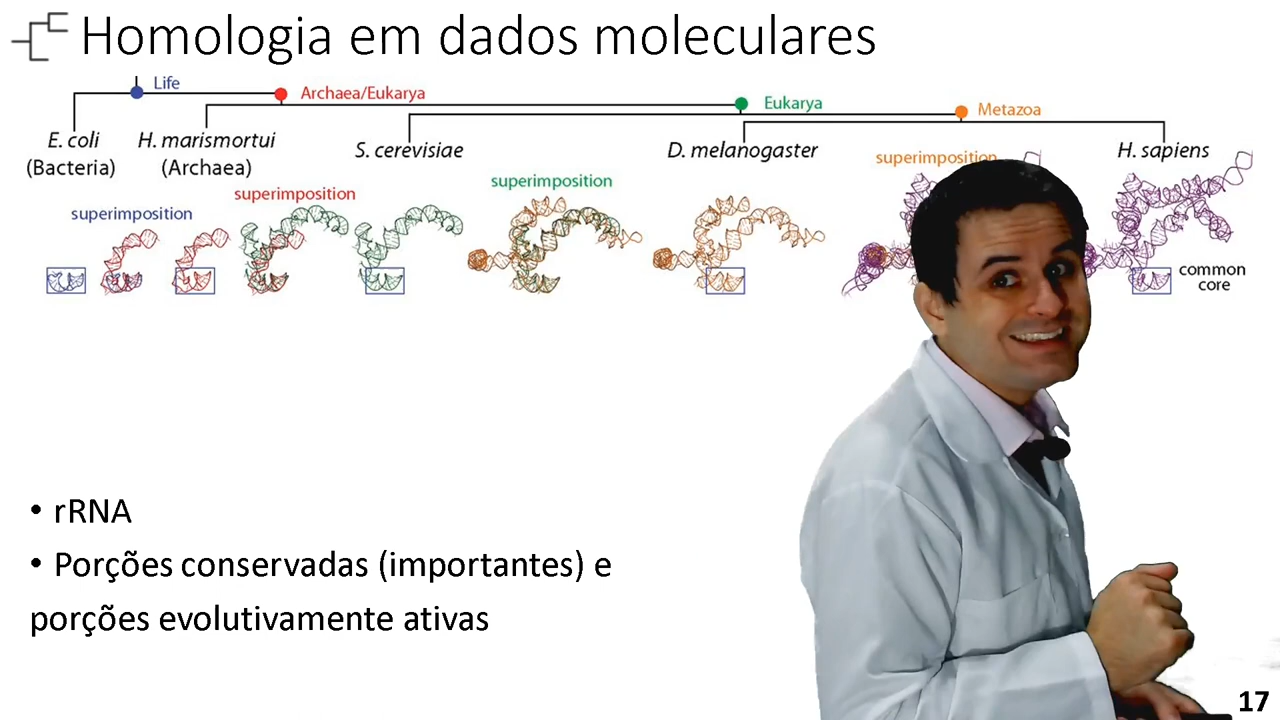 Homologia em dados moleculares
Life
Archaea/Eukarya
Eukarya
Metazoa
E. coli
(Bacteria)
H. marismortui
(Archaea)
S. cerevisiae
D. melanogaster
H. sapiens
superimposition
superimposition
superimposition
superimposition
common
core
• rRNA
• Porções conservadas (importantes) e
porções evolutivamente ativas
17